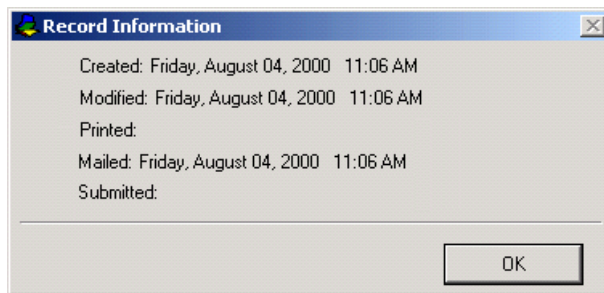 Record Information
Created: Friday, August 04, 2000 11:06 AM
Modified: Friday, August 04, 2000 11:06 AM
Printed:
Mailed: Friday, August 04, 2000 11:06 AM
Submitted:
OK